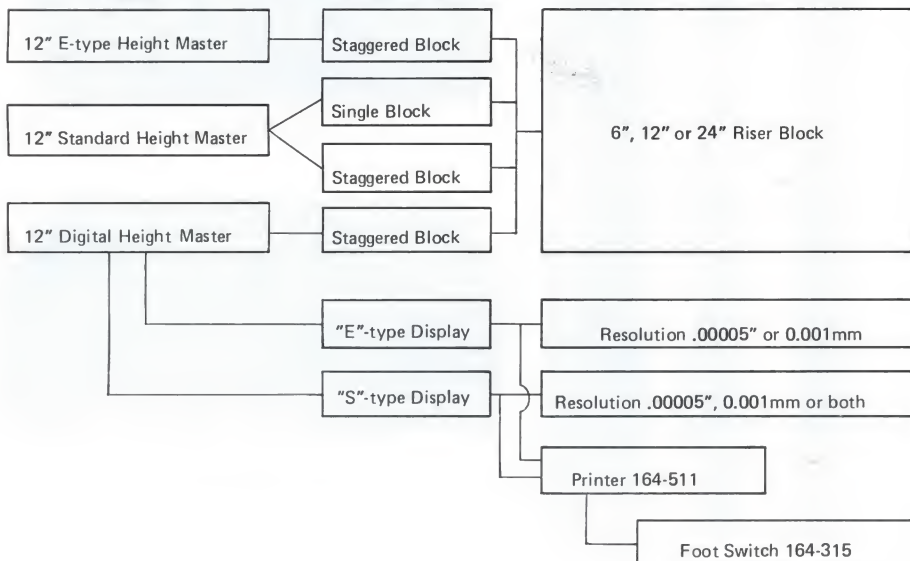 12″ E-type Height Master
Staggered Block
Single Block
12″ Standard Height Master
6″, 12″ or 24″ Riser Block
Staggered Block
12″ Digital Height Master
Staggered Block
"E"-type Display
Resolution .00005″ or 0.001mm
"S"-type Display
Resolution .00005″, 0.001mm or both
Printer 164-511
Foot Switch 164-315